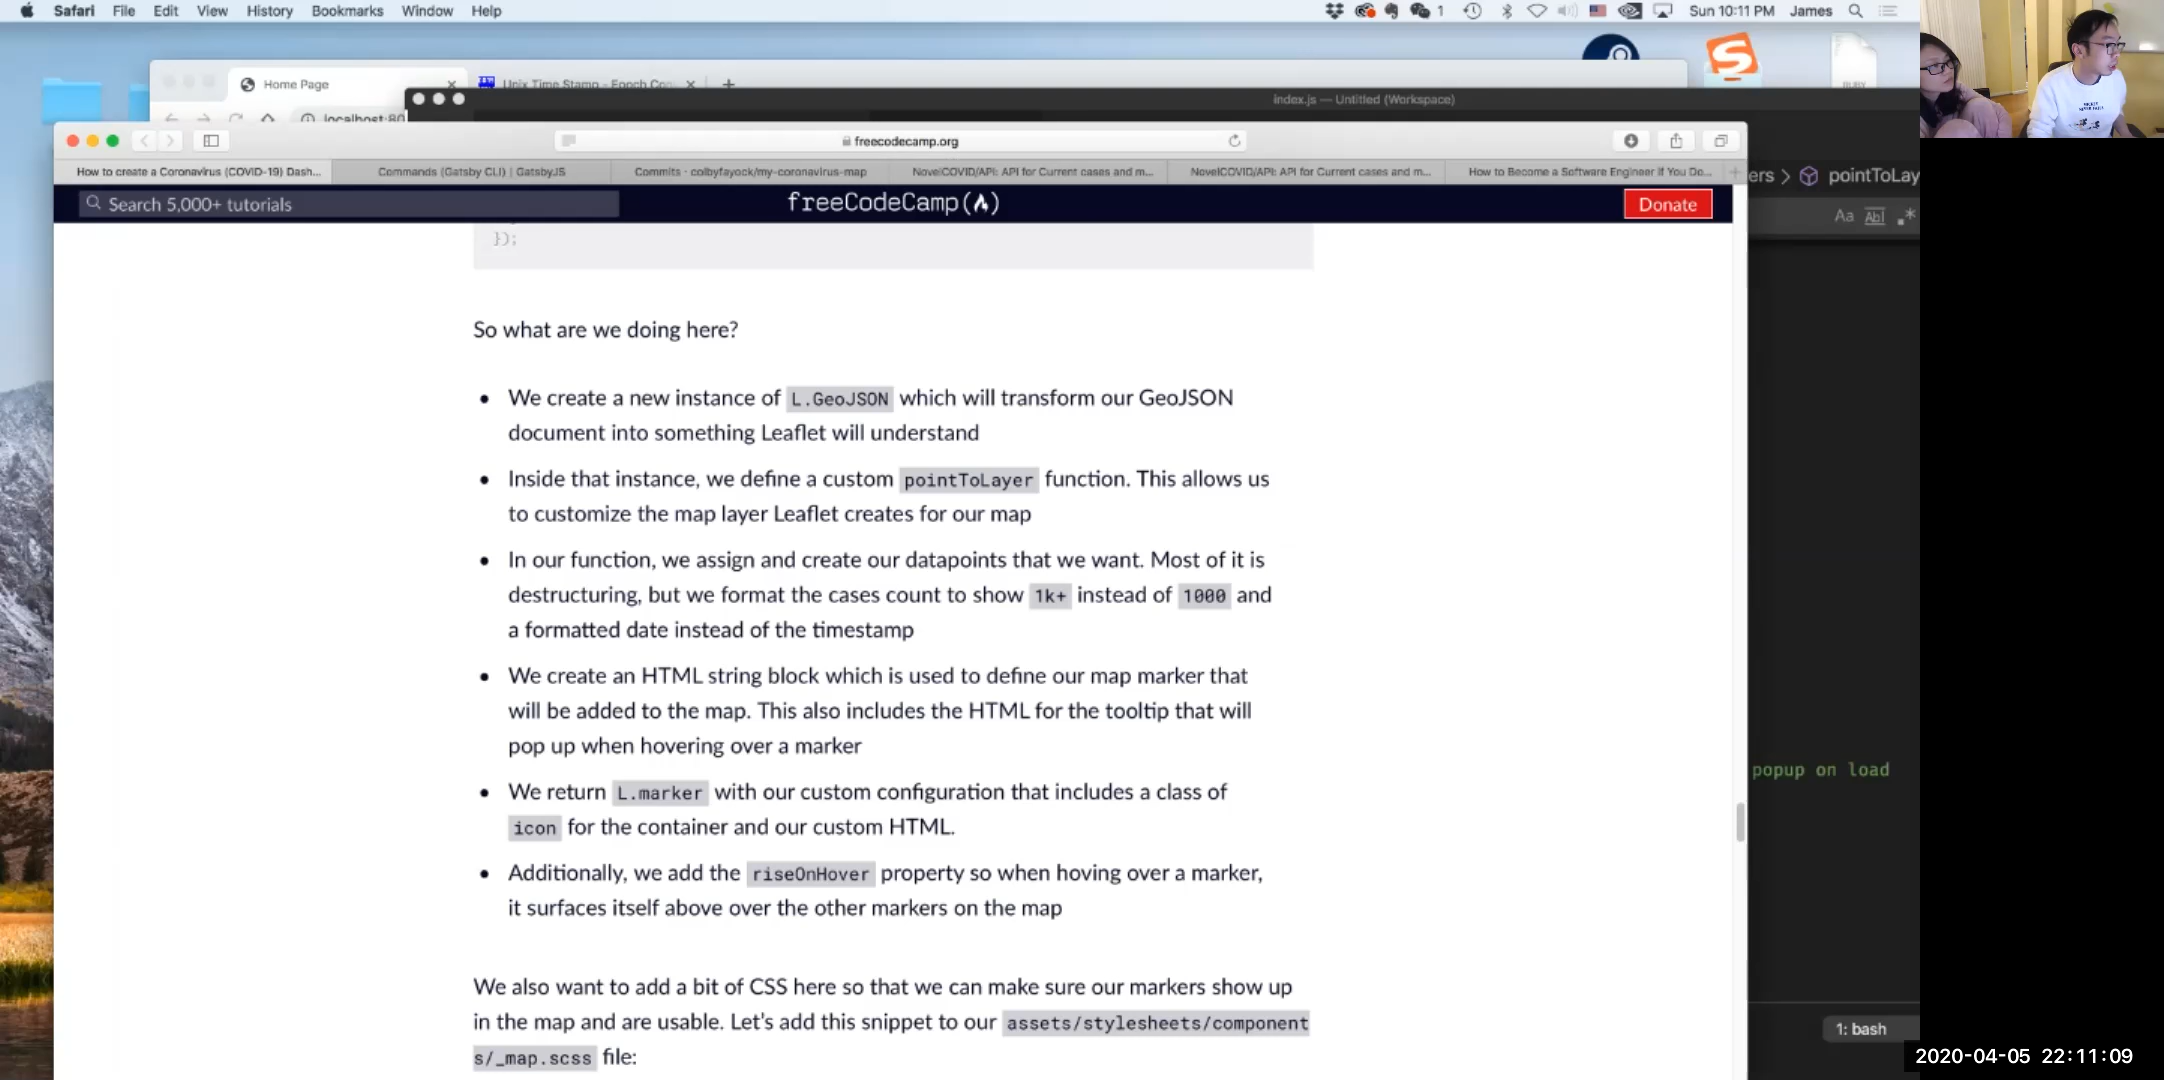 Safari File Edit View History Bookmarks Window Help 1 Sun 10:11 PM James
Home Page Unix Time Stamp - Epoch Con
localhost:80 index.js — Untitled (Workspace)
freecodecamp.org
How to create a Coronavirus (COVID-19) Dash... Commands (Gatsby CLI) | GatsbyJS Commits · colbyfayock/my-coronavirus-map NovelCOVID/API: API for Current cases and m... NovelCOVID/API: API for Current cases and m... How to Become a Software Engineer If You Do...
ers > pointToLay
Search 5,000+ tutorials freeCodeCamp Donate
Aa Abl .*
});
So what are we doing here?
• We create a new instance of L.GeoJSON which will transform our GeoJSON
document into something Leaflet will understand
• Inside that instance, we define a custom pointToLayer function. This allows us
to customize the map layer Leaflet creates for our map
• In our function, we assign and create our datapoints that we want. Most of it is
destructuring, but we format the cases count to show 1k+ instead of 1000 and
a formatted date instead of the timestamp
• We create an HTML string block which is used to define our map marker that
will be added to the map. This also includes the HTML for the tooltip that will
pop up when hovering over a marker
popup on load
• We return L.marker with our custom configuration that includes a class of
icon for the container and our custom HTML.
• Additionally, we add the riseOnHover property so when hoving over a marker,
it surfaces itself above over the other markers on the map
We also want to add a bit of CSS here so that we can make sure our markers show up
in the map and are usable. Let's add this snippet to our assets/stylesheets/component
s/_map.scss file:
1: bash
2020-04-05 22:11:09